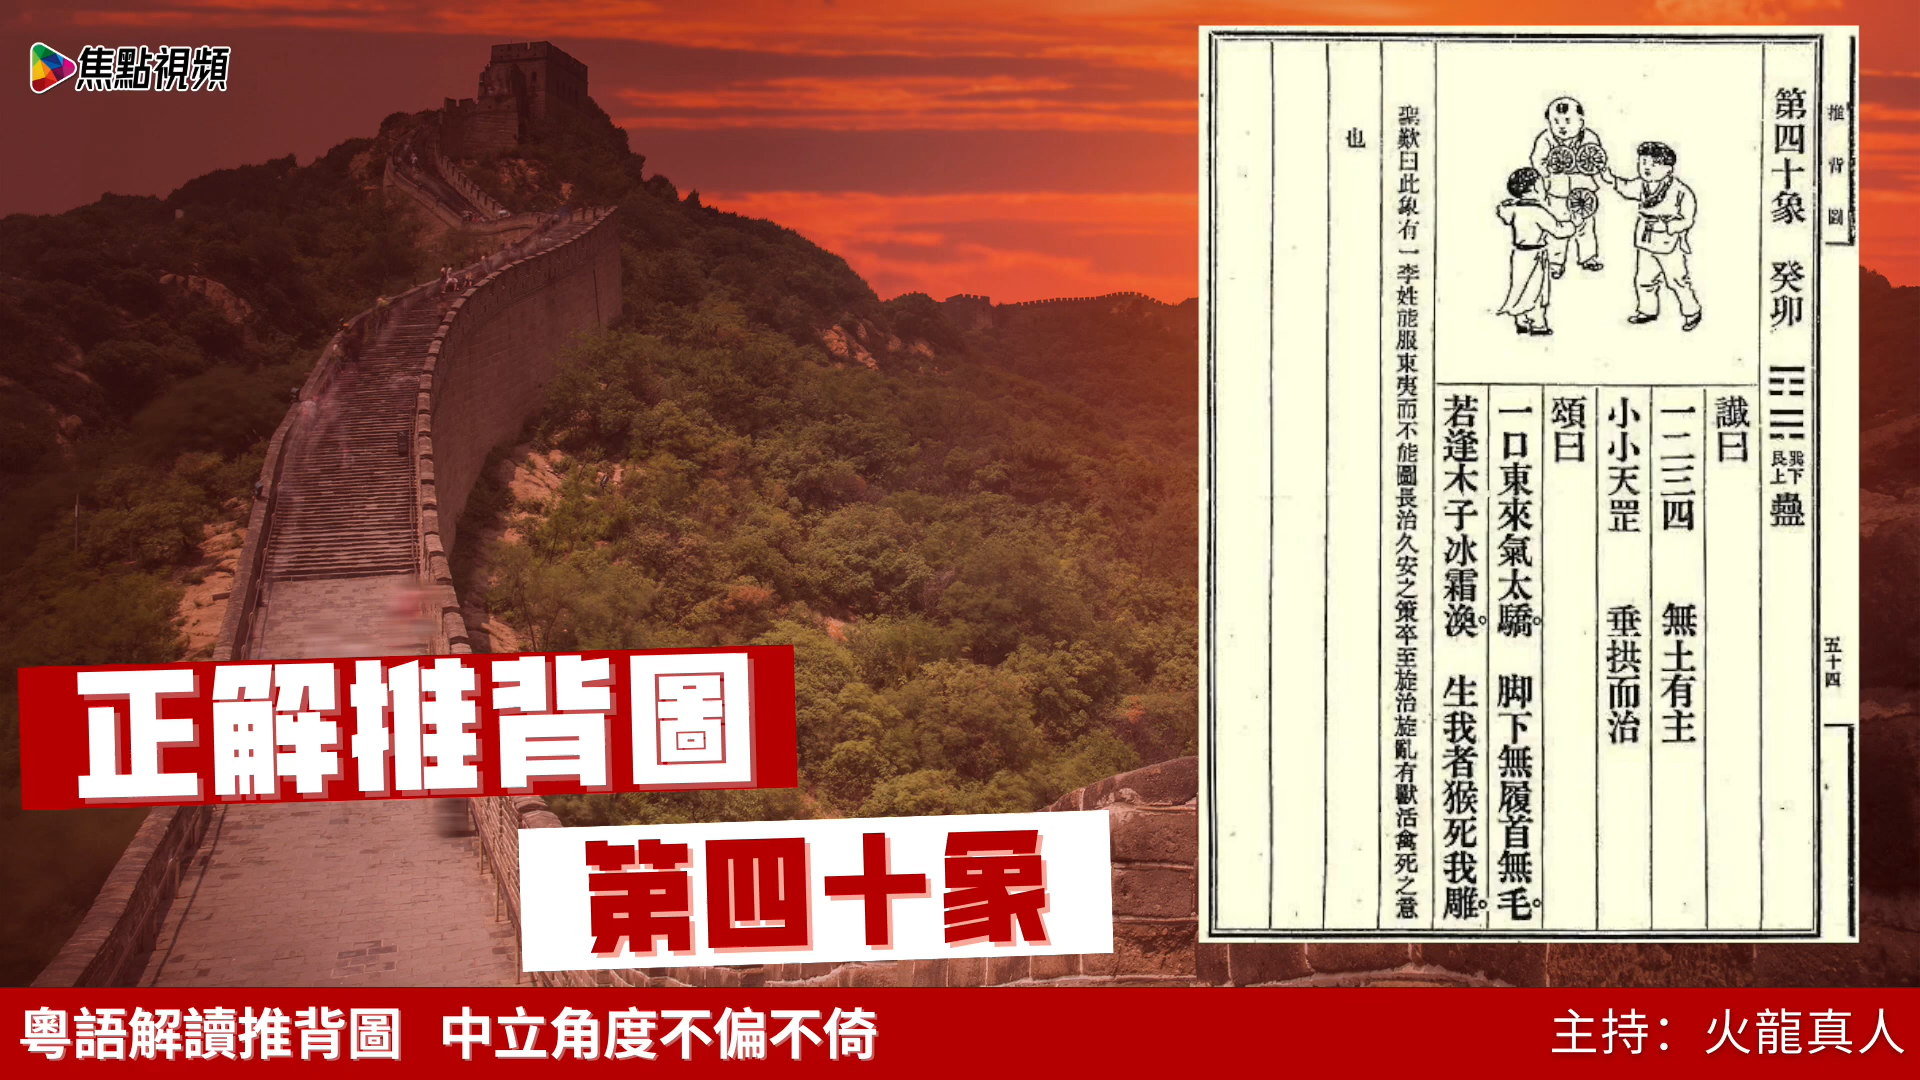 焦點視頻
正解推背圖
第四十象
粵語解讀推背圖 中立角度不偏不倚
主持：火龍真人
推背圖
五十四
第四十象 癸卯 巽下艮上 蠱
讖曰
一二三四 無土有主
小小天罡 垂拱而治
頌曰
一口東來氣太驕。脚下無履首無毛。
若逢木子冰霜渙。生我者猴死我雕。
聖歎曰此象有一李姓能服東夷而不能圖長治久安之策卒至旋治旋亂有獸活禽死之意
也